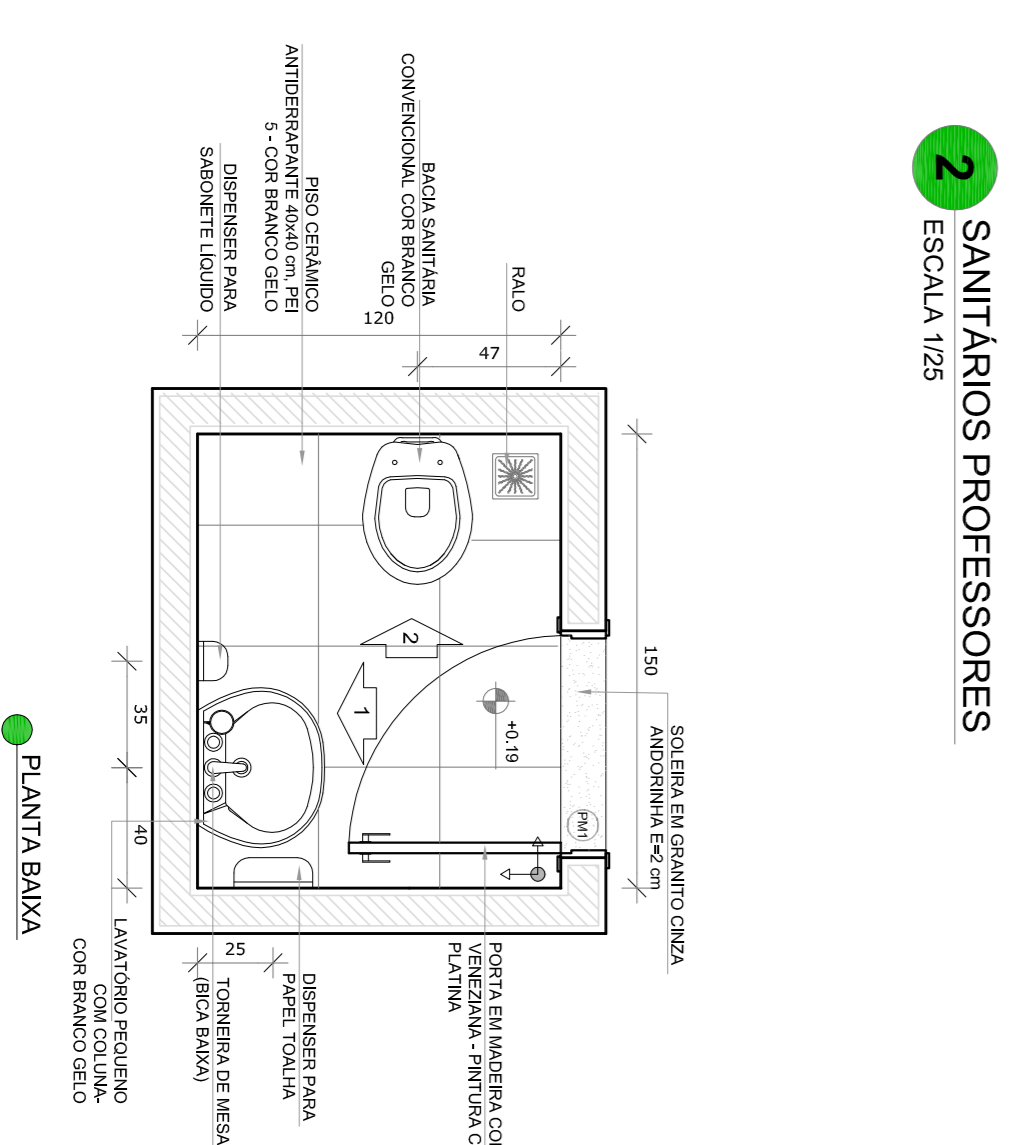 2
SANITÁRIOS PROFESSORES
ESCALA 1/25
SOLEIRA EM GRANITO CINZA
ANDORINHA E=2 cm
150
RALO
47
120
BACIA SANITÁRIA
CONVENCIONAL COR BRANCO
GELO
PISO CERÂMICO
ANTIDERRAPANTE 40x40 cm, PEI
5 - COR BRANCO GELO
DISPENSER PARA
SABONETE LÍQUIDO
PM1
+0.19
2
1
PORTA EM MADEIRA
VENEZIANA - PINTURA
PLATINA
DISPENSER PARA
PAPEL TOALHA
25
TORNEIRA DE MESA
(BICA BAIXA)
35
40
LAVATÓRIO PEQUENO
COM COLUNA-
COR BRANCO GELO
PLANTA BAIXA